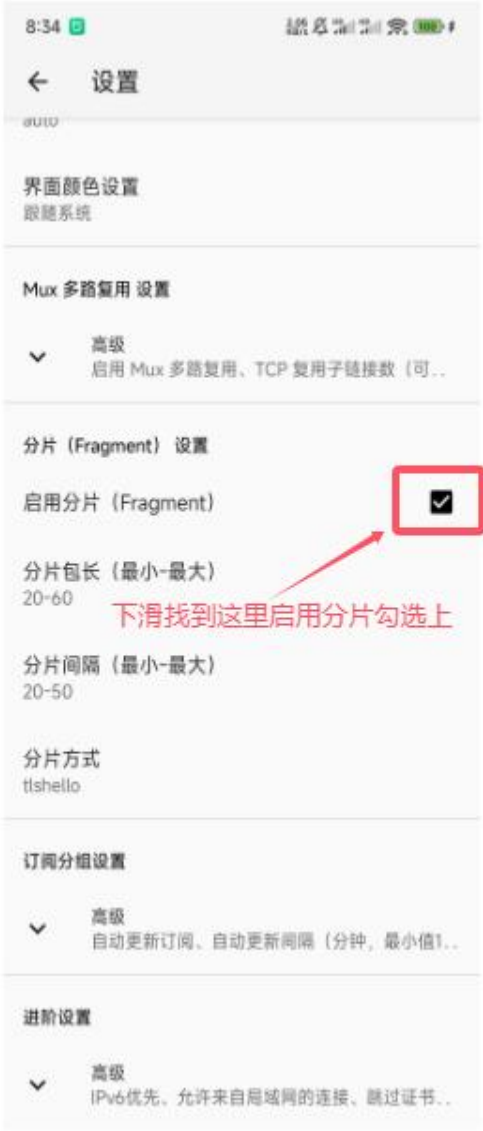 8:34
100
设置
auto
界面颜色设置
跟随系统
Mux 多路复用 设置
高级
启用 Mux 多路复用、TCP 复用子链接数（可...
分片（Fragment） 设置
启用分片（Fragment）
分片包长（最小-最大）
20-60
下滑找到这里启用分片勾选上
分片间隔（最小-最大）
20-50
分片方式
tlshello
订阅分组设置
高级
自动更新订阅、自动更新间隔（分钟，最小值1...
进阶设置
高级
IPv6优先、允许来自局域网的连接、跳过证书...